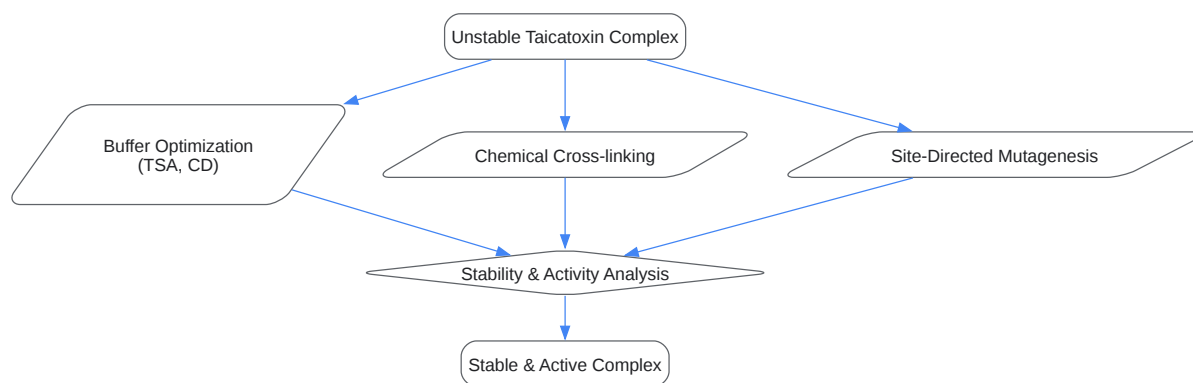 Unstable Taicatoxin Complex
Buffer Optimization
(TSA, CD)
Chemical Cross-linking
Site-Directed Mutagenesis
Stability & Activity Analysis
Stable & Active Complex